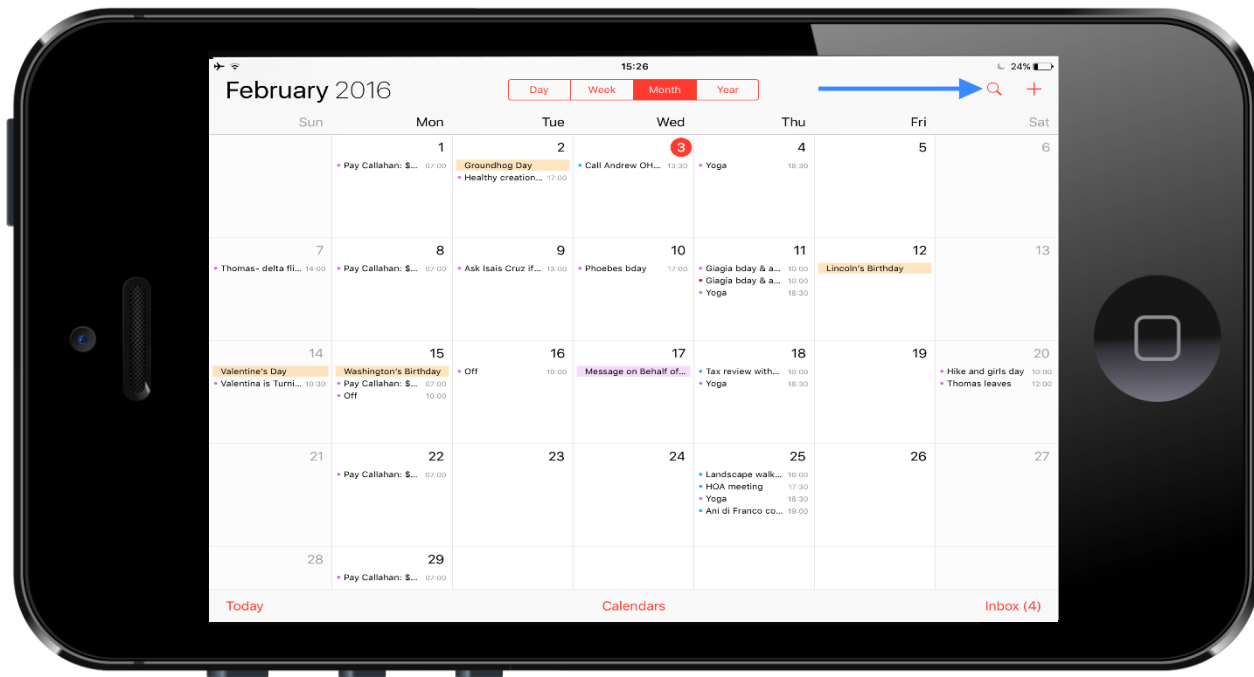 15:26
24%
February 2016
Day Week Month Year
Sun Mon Tue Wed Thu Fri Sat
1 2 3 4 5 6
Pay Callahan: $... 07:00
Groundhog Day
Healthy creation... 17:00
Call Andrew OH... 13:30
Yoga 18:30
7 8 9 10 11 12 13
Thomas- delta fli... 14:00
Pay Callahan: $... 07:00
Ask Isais Cruz if... 13:00
Phoebes bday 17:00
Giagia bday & a... 10:00
Giagia bday & a... 10:00
Yoga 18:30
Lincoln's Birthday
14 15 16 17 18 19 20
Valentine's Day
Valentina is Turni... 10:30
Washington's Birthday
Pay Callahan: $... 07:00
Off 10:00
Off 10:00
Message on Behalf of...
Tax review with... 10:00
Yoga 18:30
Hike and girls day 10:00
Thomas leaves 12:00
21 22 23 24 25 26 27
Pay Callahan: $... 07:00
Landscape walk... 16:00
HOA meeting 17:30
Yoga 18:30
Ani di Franco co... 19:00
28 29
Pay Callahan: $... 07:00
Today Calendars Inbox (4)